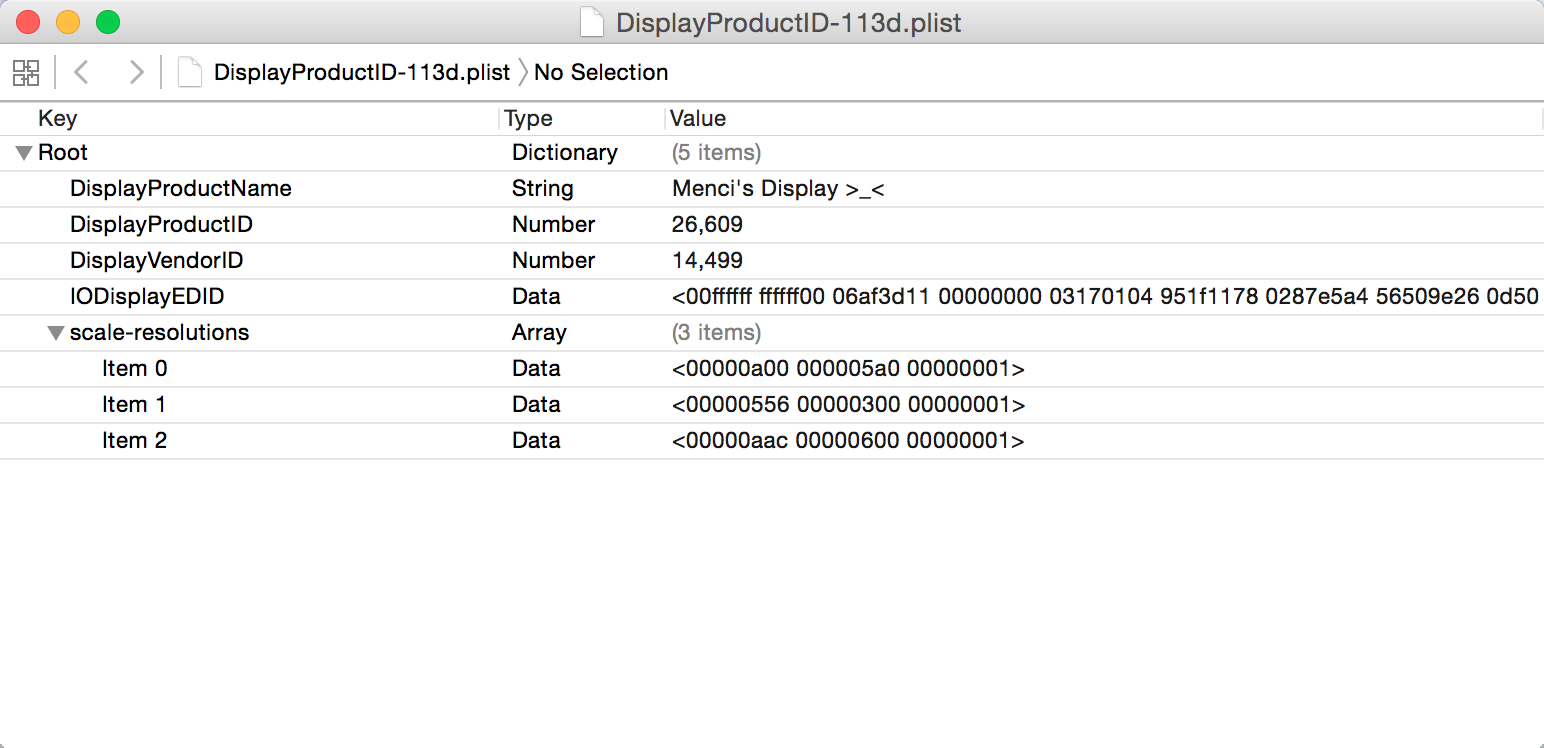 DisplayProductID-113d.plist
DisplayProductID-113d.plist No Selection
Key Type Value
Root Dictionary (5 items)
DisplayProductName String Menci's Display >_<
DisplayProductID Number 26,609
DisplayVendorID Number 14,499
IODisplayEDID Data <00ffffff ffffff00 06af3d11 00000000 03170104 951f1178 0287e5a4 56509e26 0d50
scale-resolutions Array (3 items)
Item 0 Data <00000a00 000005a0 00000001>
Item 1 Data <00000556 00000300 00000001>
Item 2 Data <00000aac 00000600 00000001>